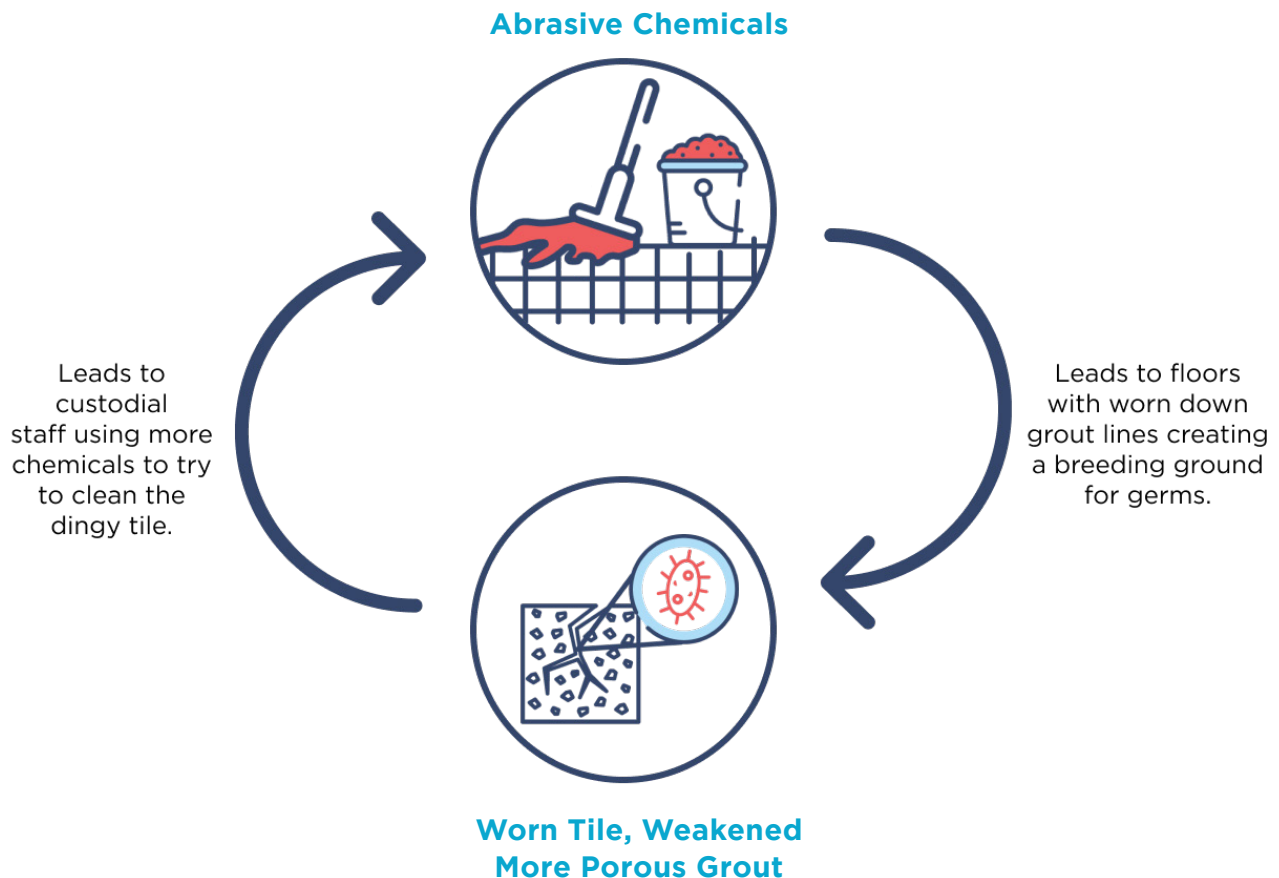 Abrasive Chemicals
Leads to
custodial
staff using more
chemicals to try
to clean the
dingy tile.
Leads to floors
with worn down
grout lines creating
a breeding ground
for germs.
Worn Tile, Weakened
More Porous Grout